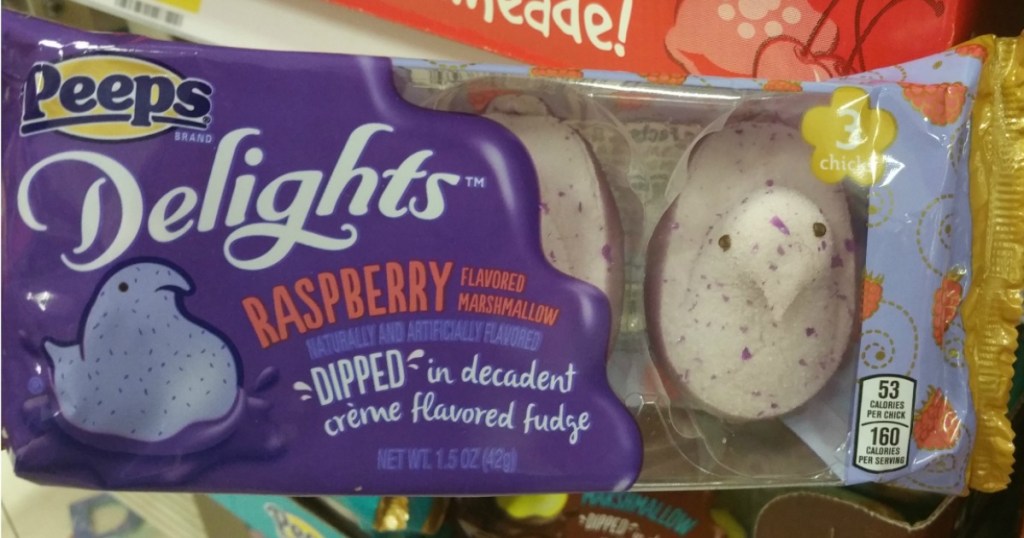 meade!
Peeps
BRAND
Delights™
RASPBERRY FLAVORED
MARSHMALLOW
NATURALLY AND ARTIFICIALLY FLAVORED
DIPPED in decadent
crème flavored fudge
NET WT. 1.5 OZ (42g)
3
chicks
53
CALORIES
PER CHICK
160
CALORIES
PER SERVING
Facts
MARSHMALLOW
DIPPED